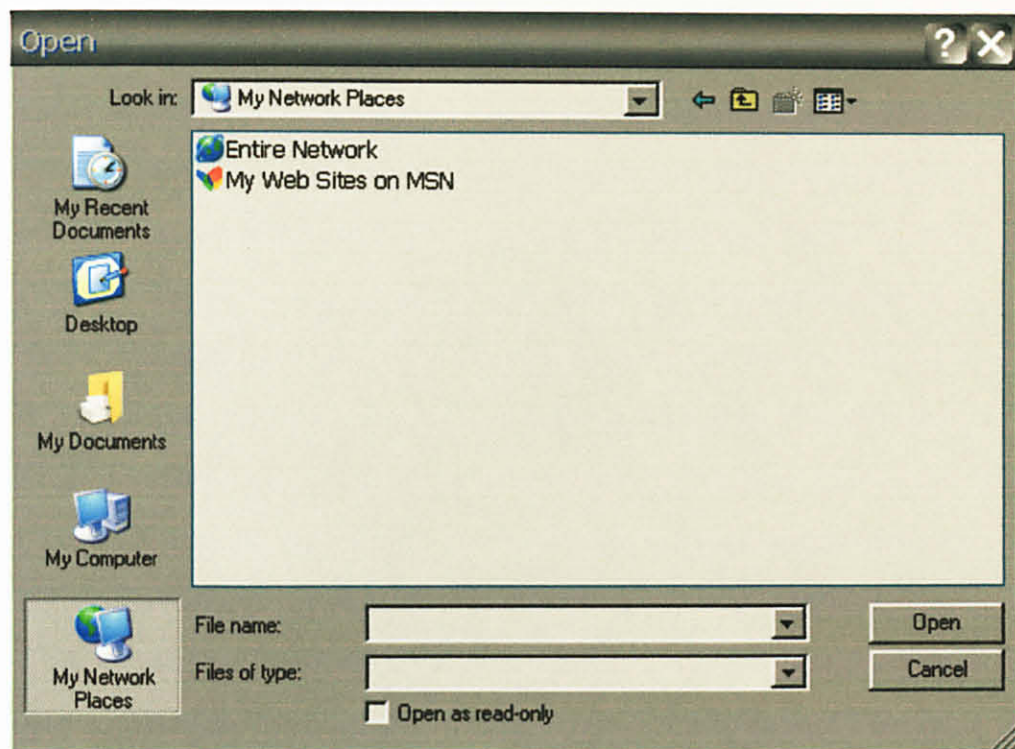 Open
Look in: My Network Places
Entire Network
My Web Sites on MSN
My Recent
Documents
Desktop
My Documents
My Computer
My Network
Places
File name:
Open
Files of type:
Cancel
Open as read-only